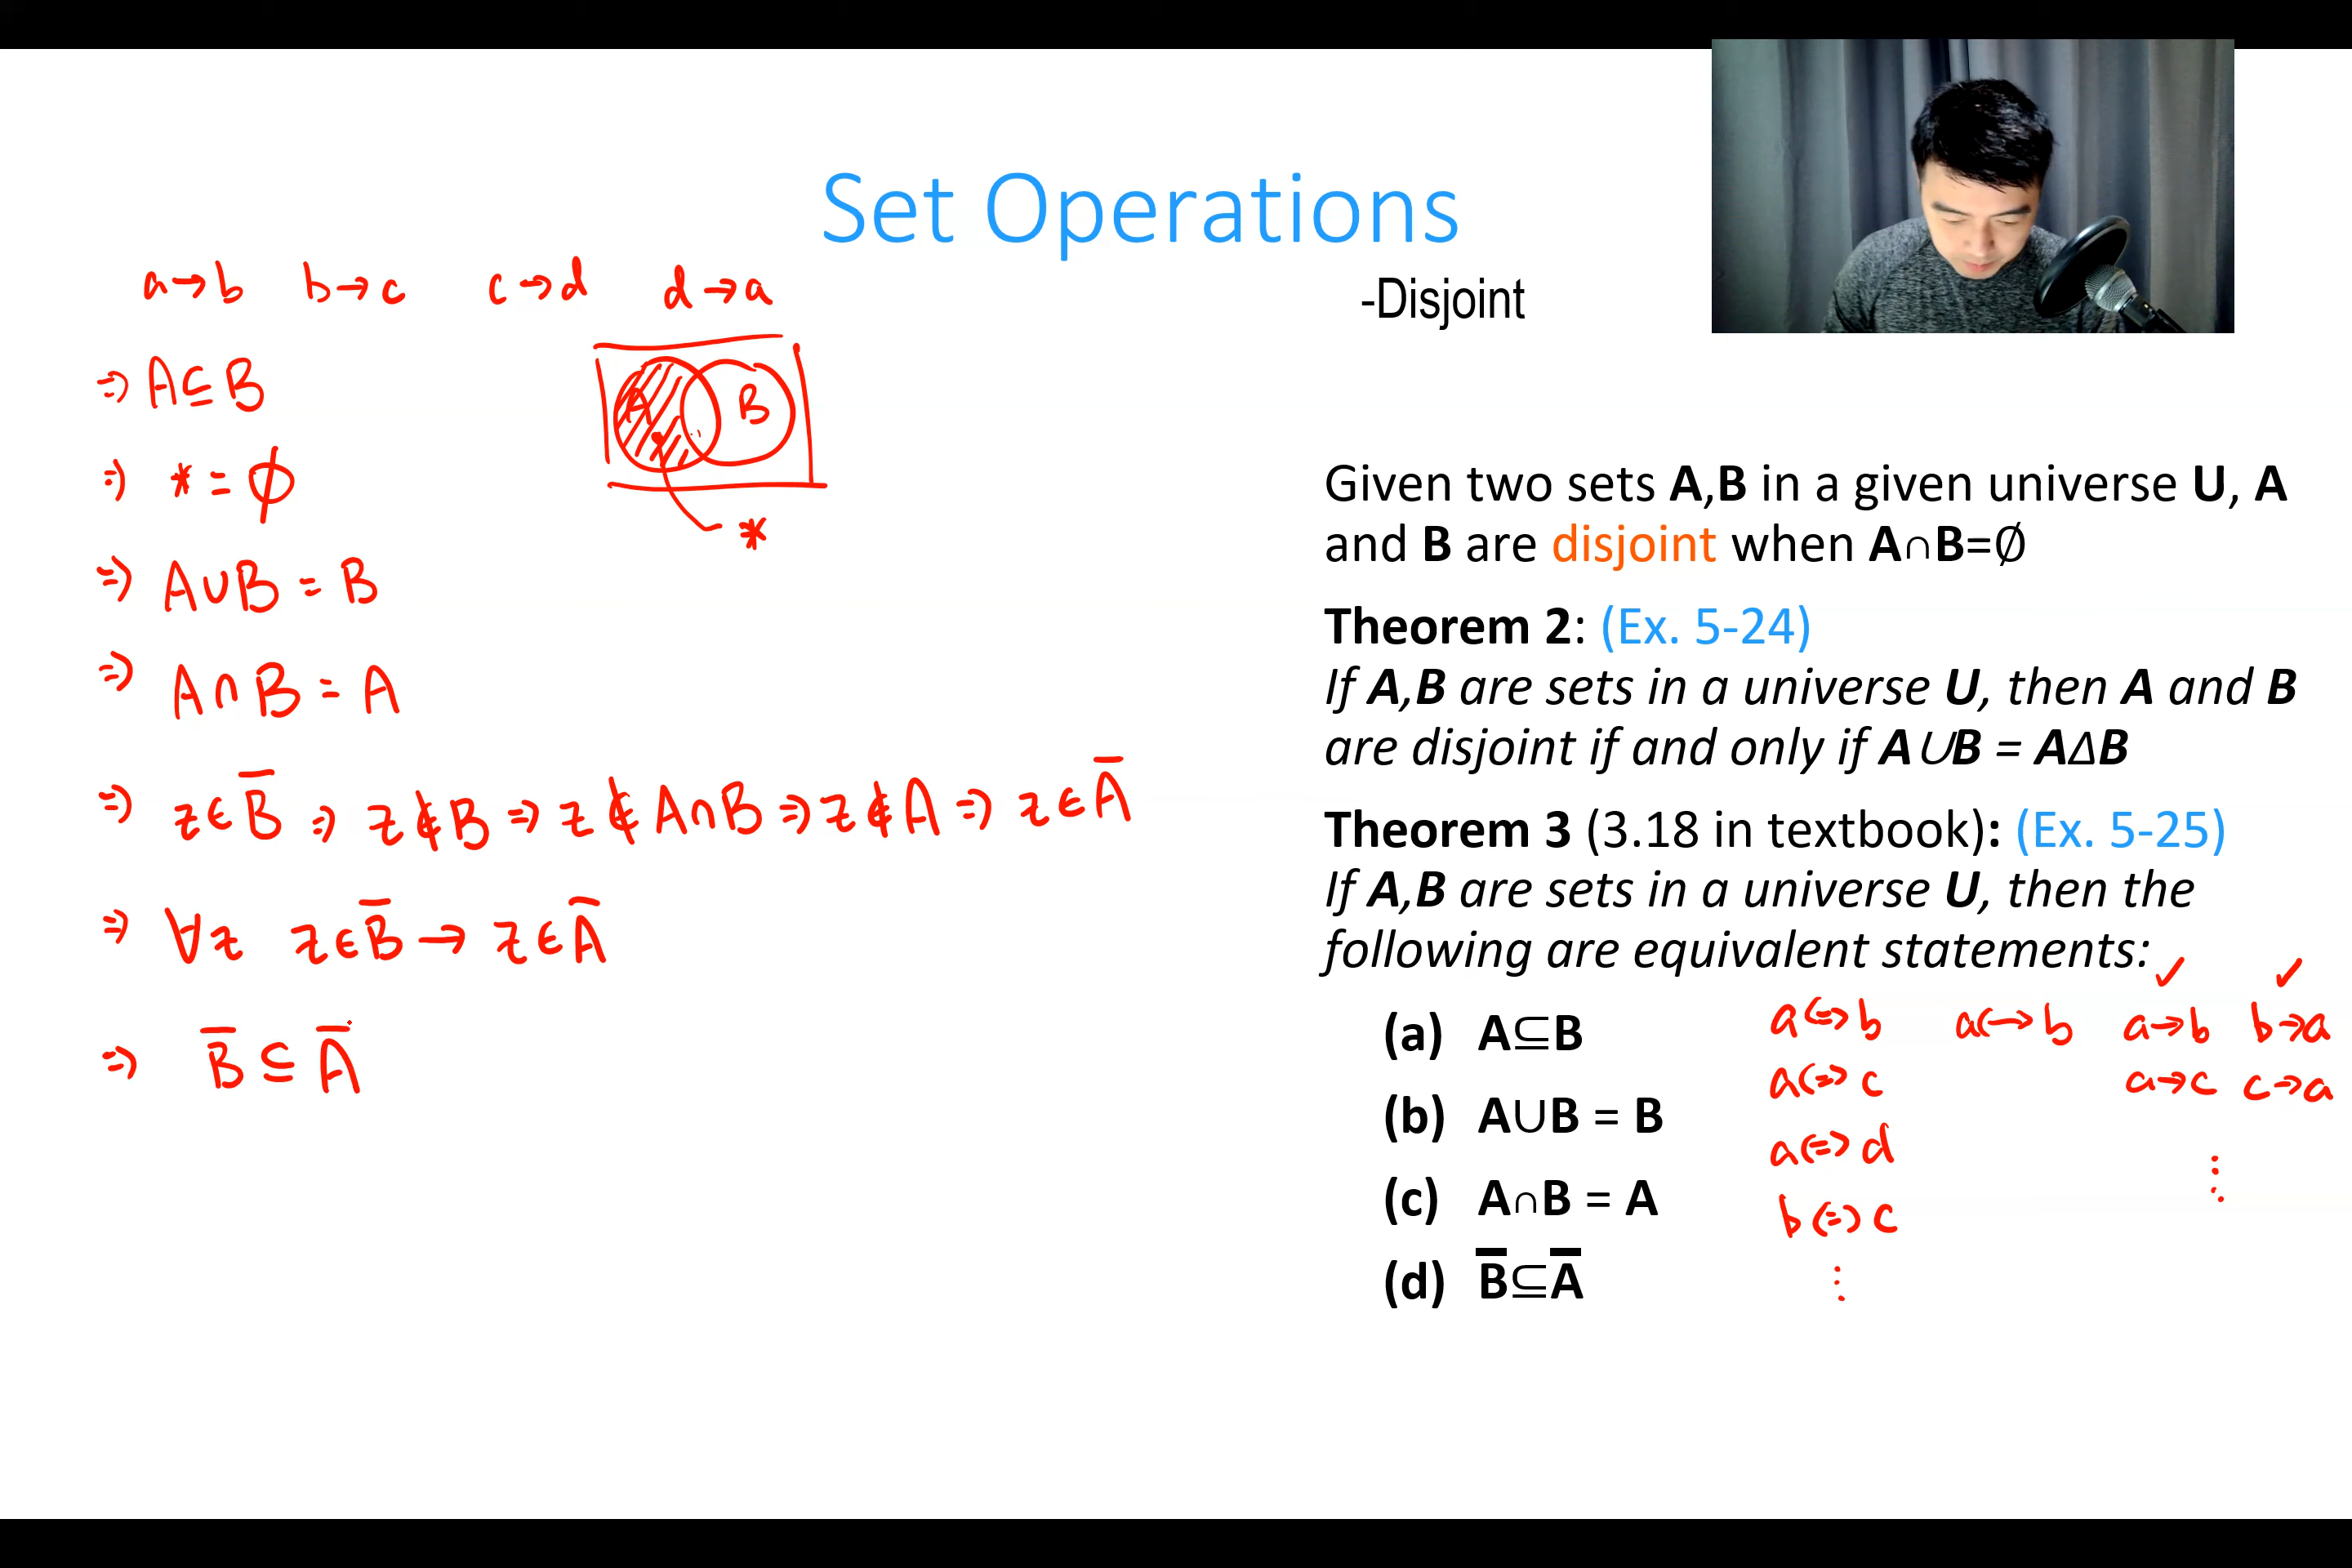 Set Operations
-Disjoint
a→b b→c c→d d→a
⇒ A⊆B
⇒ * = ∅
A B
*
⇒ A∪B = B
⇒ A∩B = A
⇒ z∈B̅ ⇒ z∉B ⇒ z∉A∩B ⇒ z∉A ⇒ z∈A̅
⇒ ∀z z∈B̅ → z∈A̅
⇒ B̅ ⊆ A̅
Given two sets A,B in a given universe U, A
and B are disjoint when A∩B=∅
Theorem 2: (Ex. 5-24)
If A,B are sets in a universe U, then A and B
are disjoint if and only if A∪B = AΔB
Theorem 3 (3.18 in textbook): (Ex. 5-25)
If A,B are sets in a universe U, then the
following are equivalent statements:
✓ ✓
(a) A⊆B
(b) A∪B = B
(c) A∩B = A
(d) B̅⊆A̅
a⇔b a↔b a→b b→a
a⇔c a→c c→a
a⇔d
b⇔c
⋮ ⋮